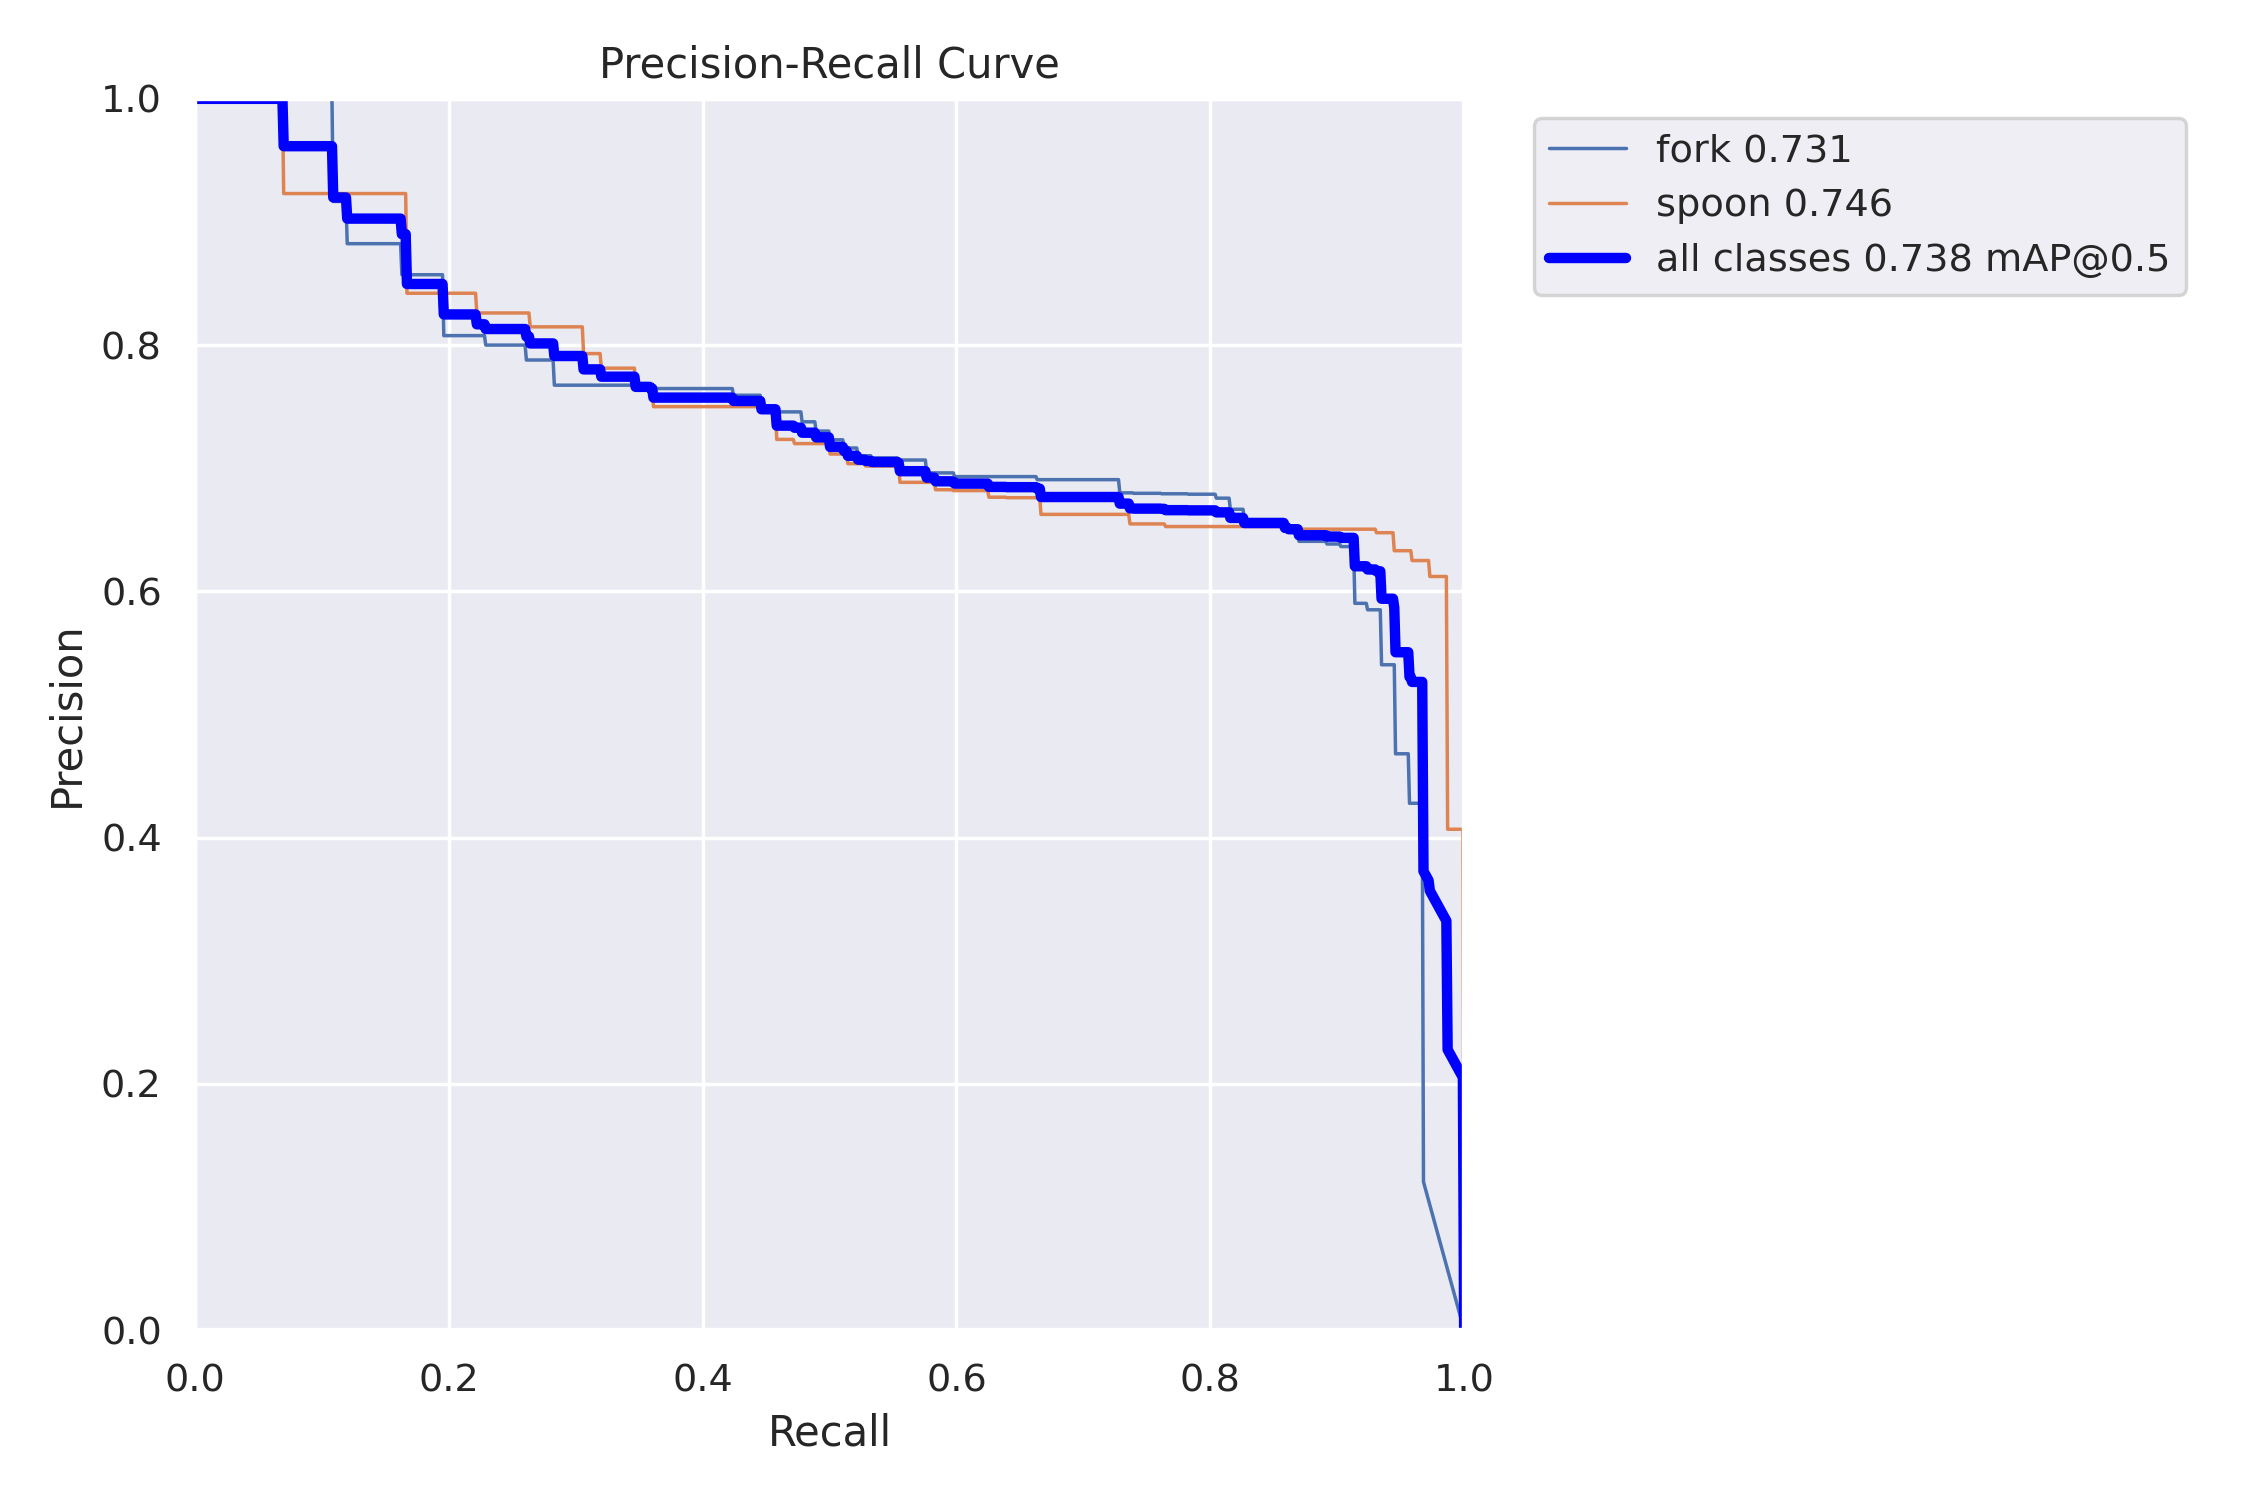 Precision-Recall Curve
1.0
0.8
0.6
0.4
0.2
0.0
Precision
0.0 0.2 0.4 0.6 0.8 1.0
Recall
fork 0.731
spoon 0.746
all classes 0.738 mAP@0.5